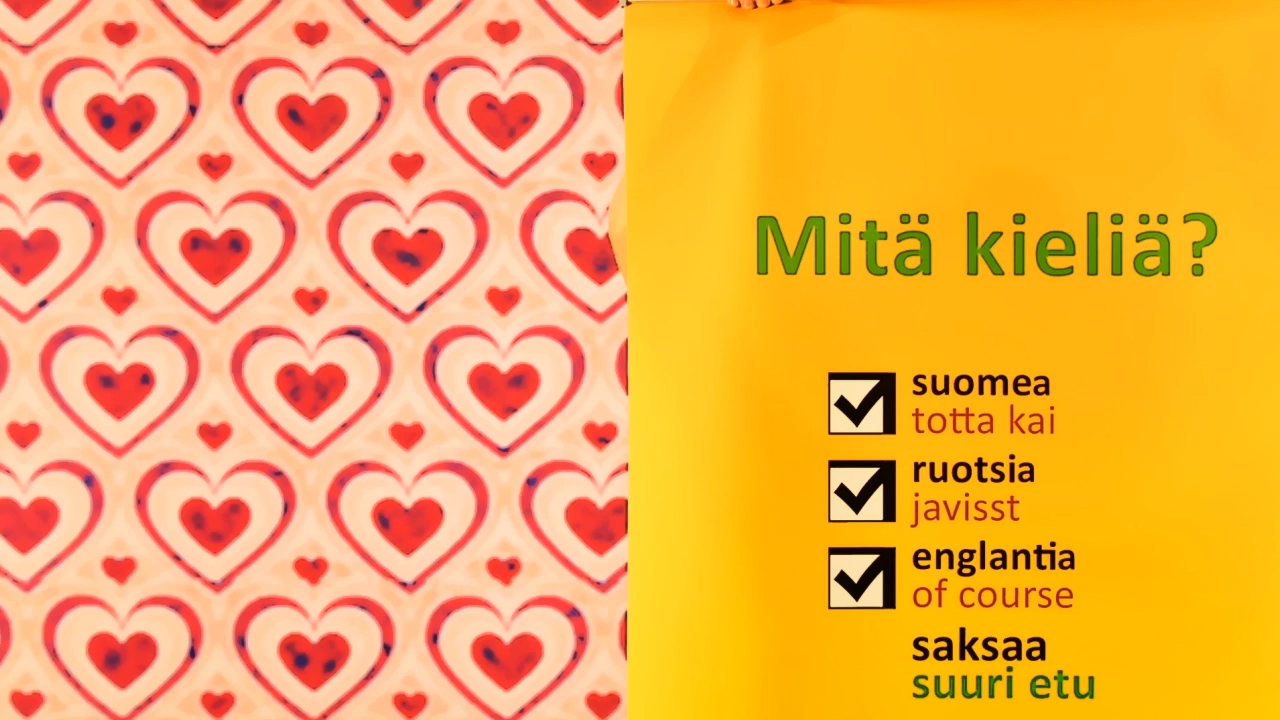 Mitä kieliä?
suomea
totta kai
ruotsia
javisst
englantia
of course
saksaa
suuri etu